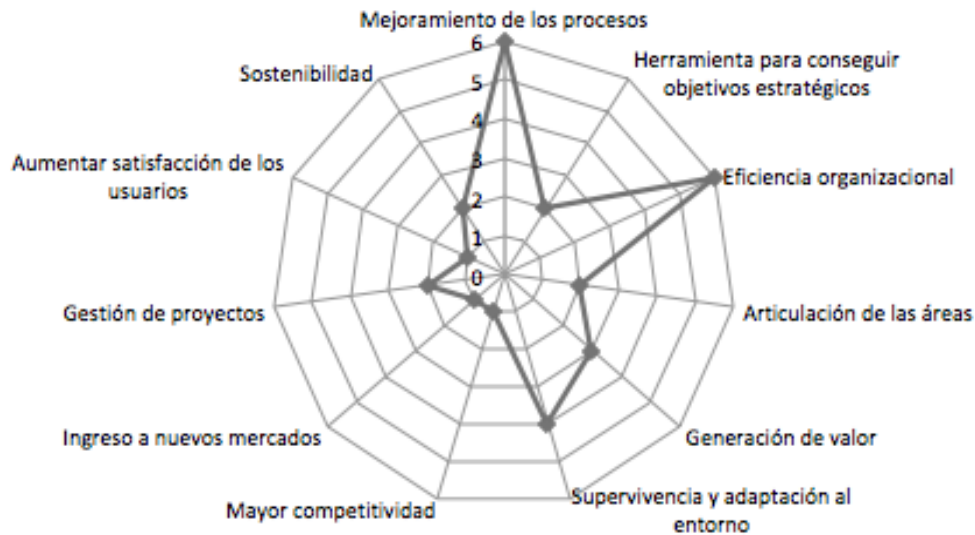 Mejoramiento de los procesos
Herramienta para conseguir
objetivos estratégicos
Eficiencia organizacional
Articulación de las áreas
Generación de valor
Supervivencia y adaptación al
entorno
Mayor competitividad
Ingreso a nuevos mercados
Gestión de proyectos
Aumentar satisfacción de los
usuarios
Sostenibilidad
6
5
4
3
2
1
0